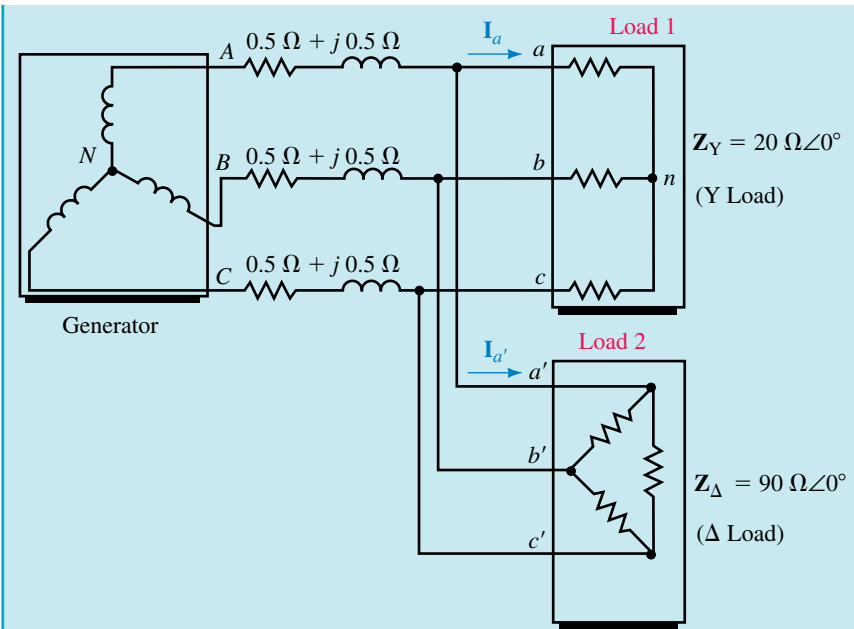 Load 1
I_a
A 0.5 Ω + j 0.5 Ω
a
Z_Y = 20 Ω∠0°
N
B 0.5 Ω + j 0.5 Ω
b
n
(Y Load)
C 0.5 Ω + j 0.5 Ω
c
Generator
Load 2
I_a′
a′
b′
Z_Δ = 90 Ω∠0°
(Δ Load)
c′